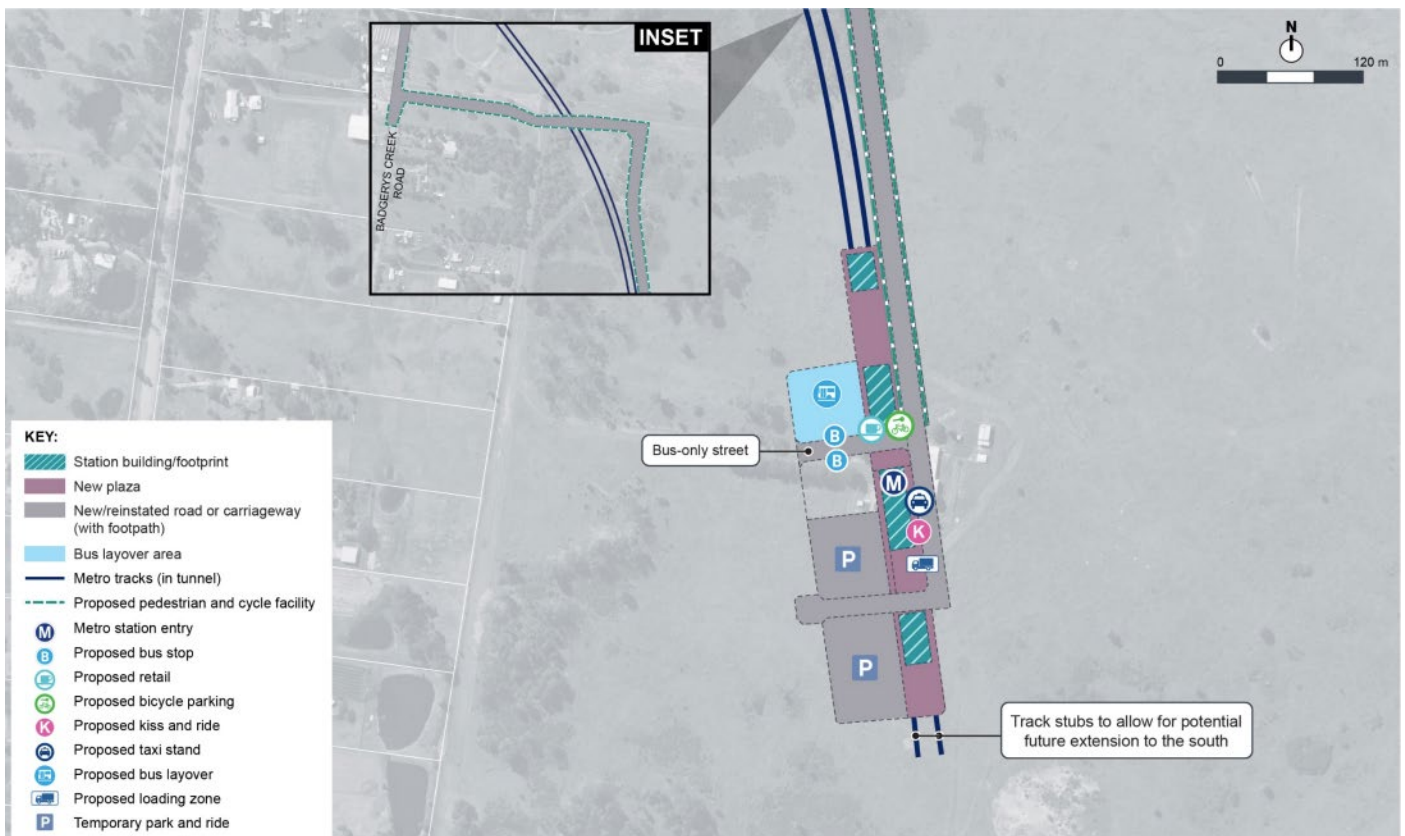 INSET
BADGERYS CREEK
ROAD
N
0 120 m
Bus-only street
B
B
M
K
P
P
Track stubs to allow for potential
future extension to the south
KEY:
Station building/footprint
New plaza
New/reinstated road or carriageway
(with footpath)
Bus layover area
Metro tracks (in tunnel)
Proposed pedestrian and cycle facility
M Metro station entry
B Proposed bus stop
Proposed retail
Proposed bicycle parking
K Proposed kiss and ride
Proposed taxi stand
Proposed bus layover
Proposed loading zone
P Temporary park and ride